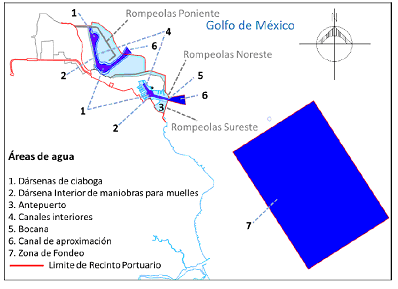 1
Rompeolas Poniente
4
Golfo de México
6
Rompeolas Noreste
2
5
6
1
3
2
Rompeolas Sureste
Áreas de agua
1. Dársenas de ciaboga
2. Dársena Interior de maniobras para muelles
3. Antepuerto
4. Canales interiores
5. Bocana
6. Canal de aproximación
7. Zona de Fondeo
Limite de Recinto Portuario
7